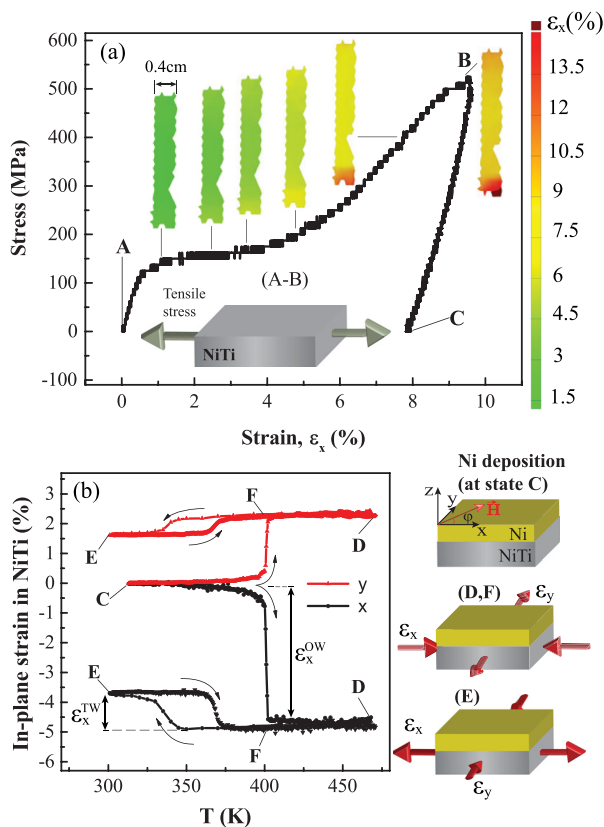 (a)
0.4cm
εx(%)
600
500
400
300
200
100
0
-100
Stress (MPa)
A
B
C
(A-B)
Tensile
stress
NiTi
0
2
4
6
8
10
Strain, εx (%)
13.5
12
10.5
9
7.5
6
4.5
3
1.5
(b)
6
5
4
3
2
1
0
-1
-2
-3
-4
-5
-6
In-plane strain in NiTi (%)
F
E
D
C
y
x
εxOW
E
D
εxTW
F
300
350
400
450
T (K)
Ni deposition
(at state C)
z
y
H
φ
x
Ni
NiTi
(D,F)
εy
εx
(E)
εx
εy